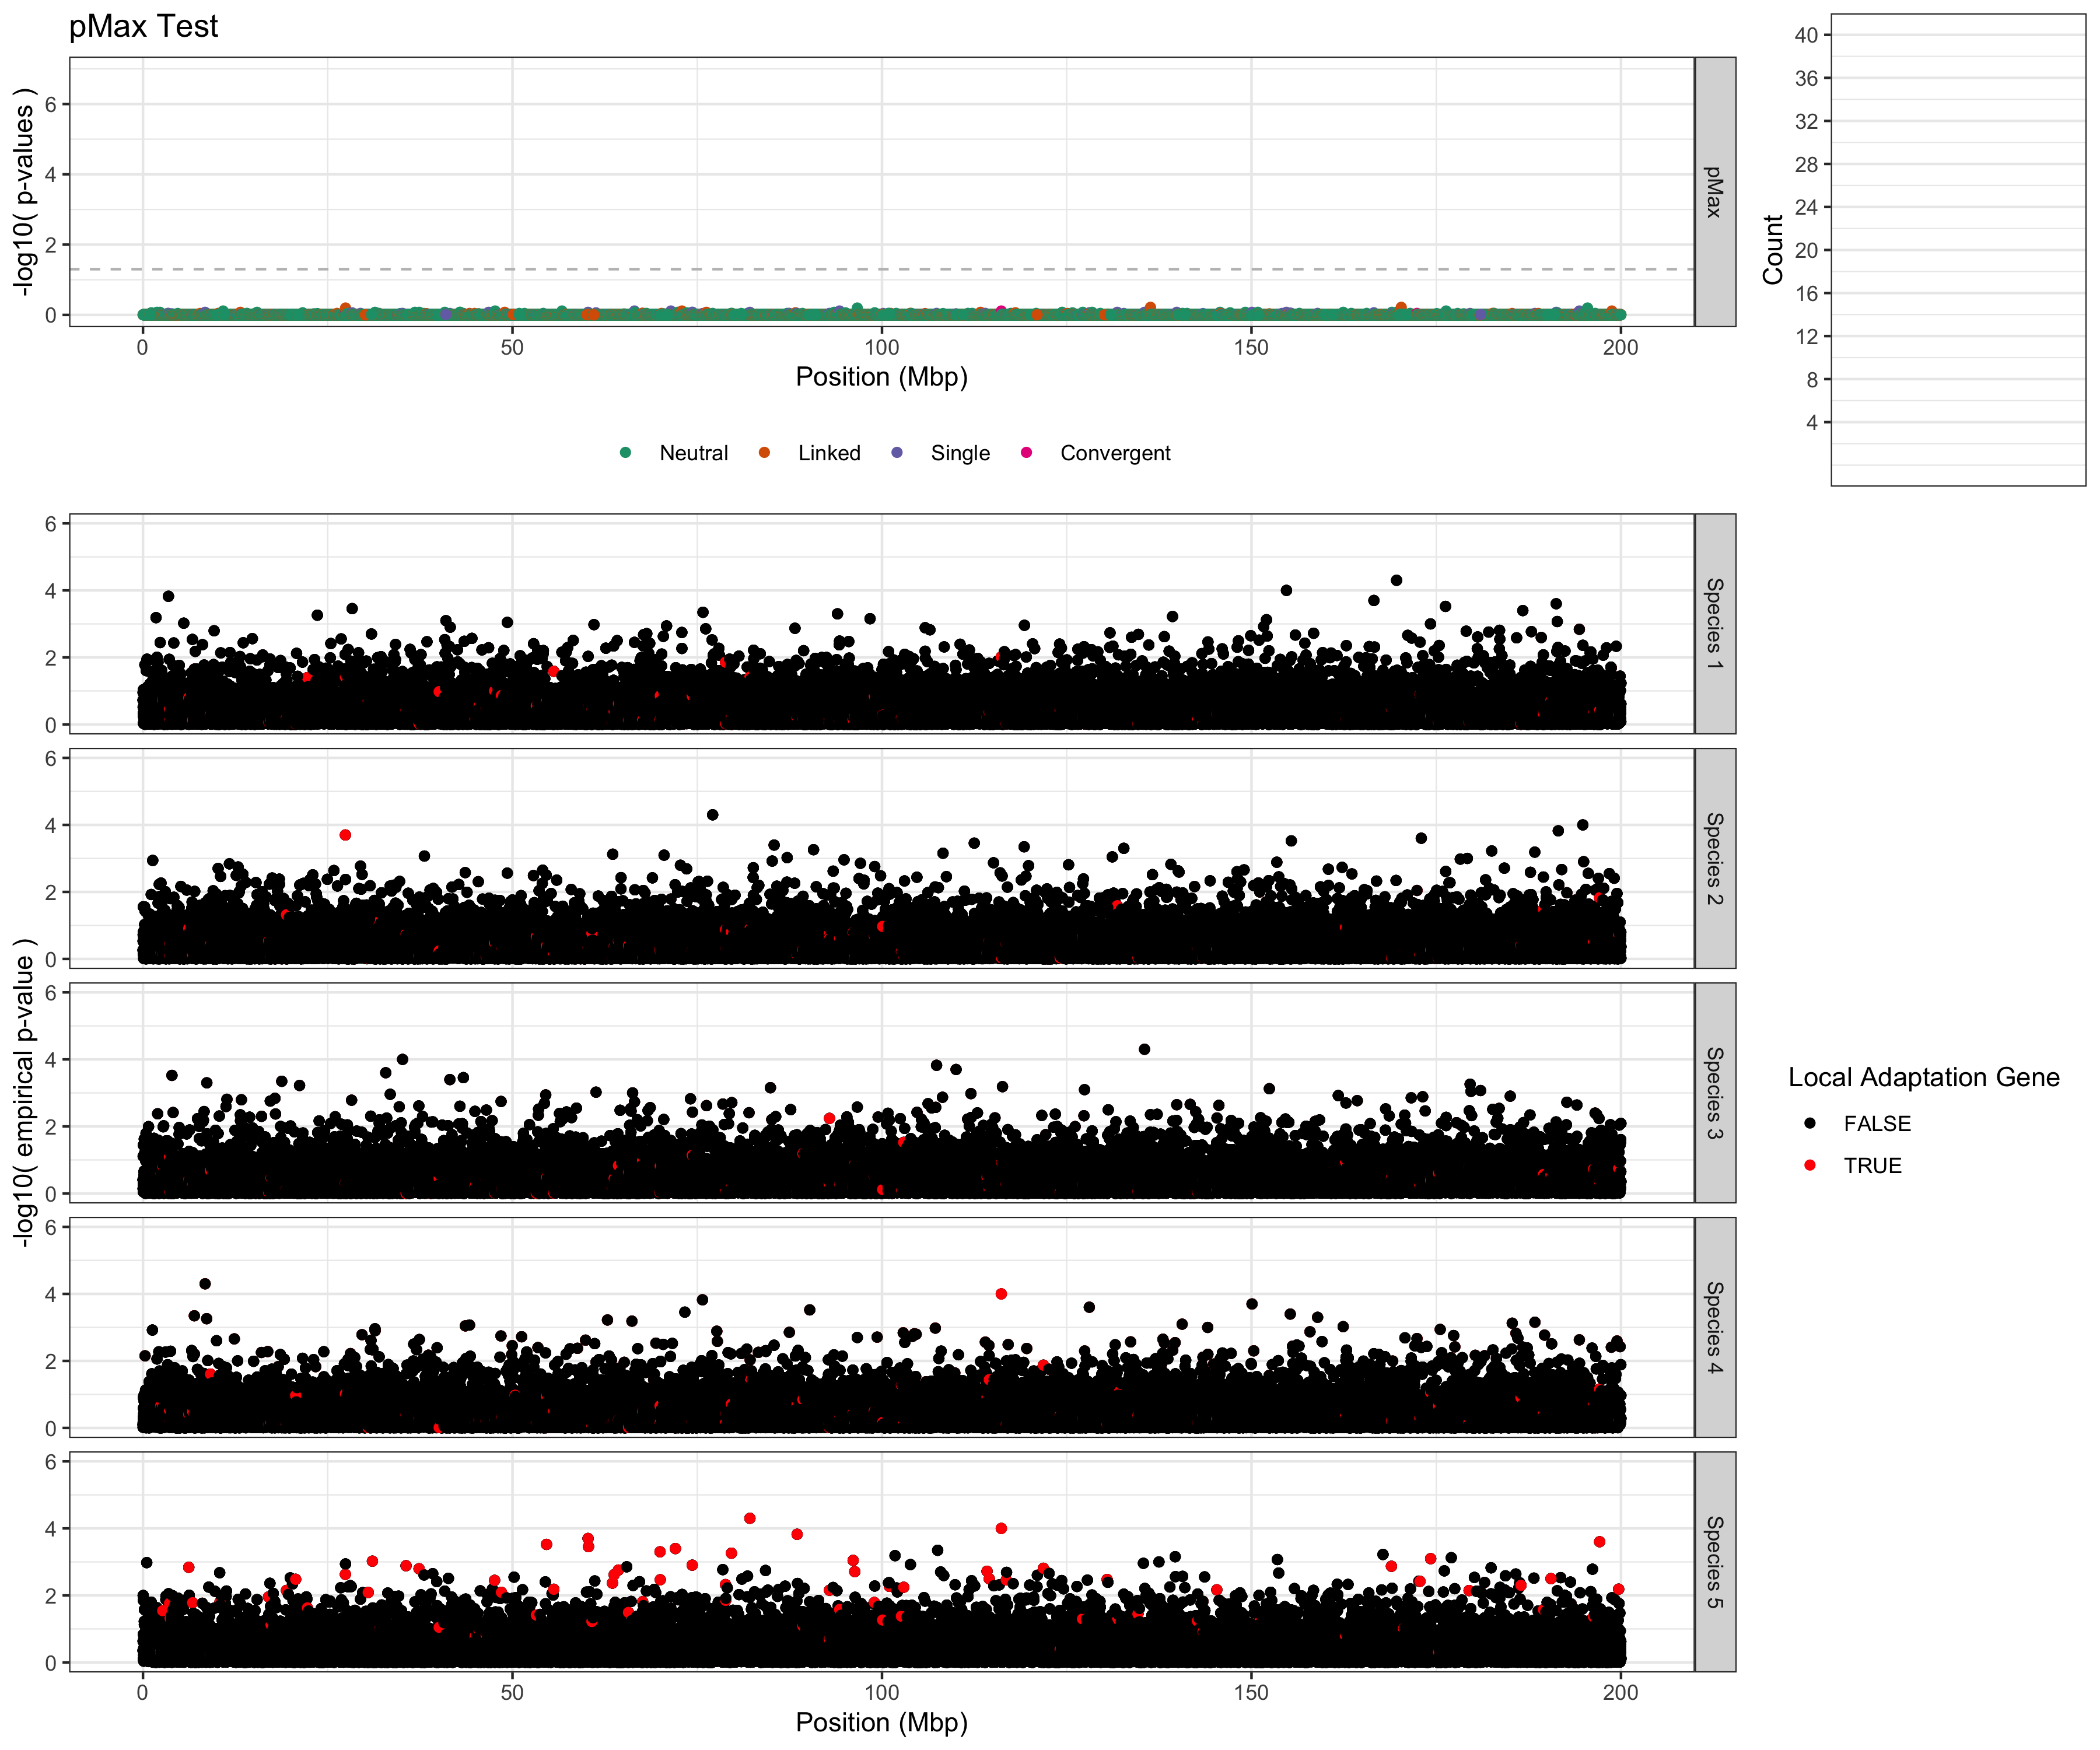 pMax Test
-log10( p-values )
6
4
2
0
pMax
0 50 100 150 200
Position (Mbp)
Count
40
36
32
28
24
20
16
12
8
4
Neutral Linked Single Convergent
-log10( empirical p-value )
6
4
2
0
Species 1
6
4
2
0
Species 2
6
4
2
0
Species 3
6
4
2
0
Species 4
6
4
2
0
Species 5
0 50 100 150 200
Position (Mbp)
Local Adaptation Gene
FALSE
TRUE